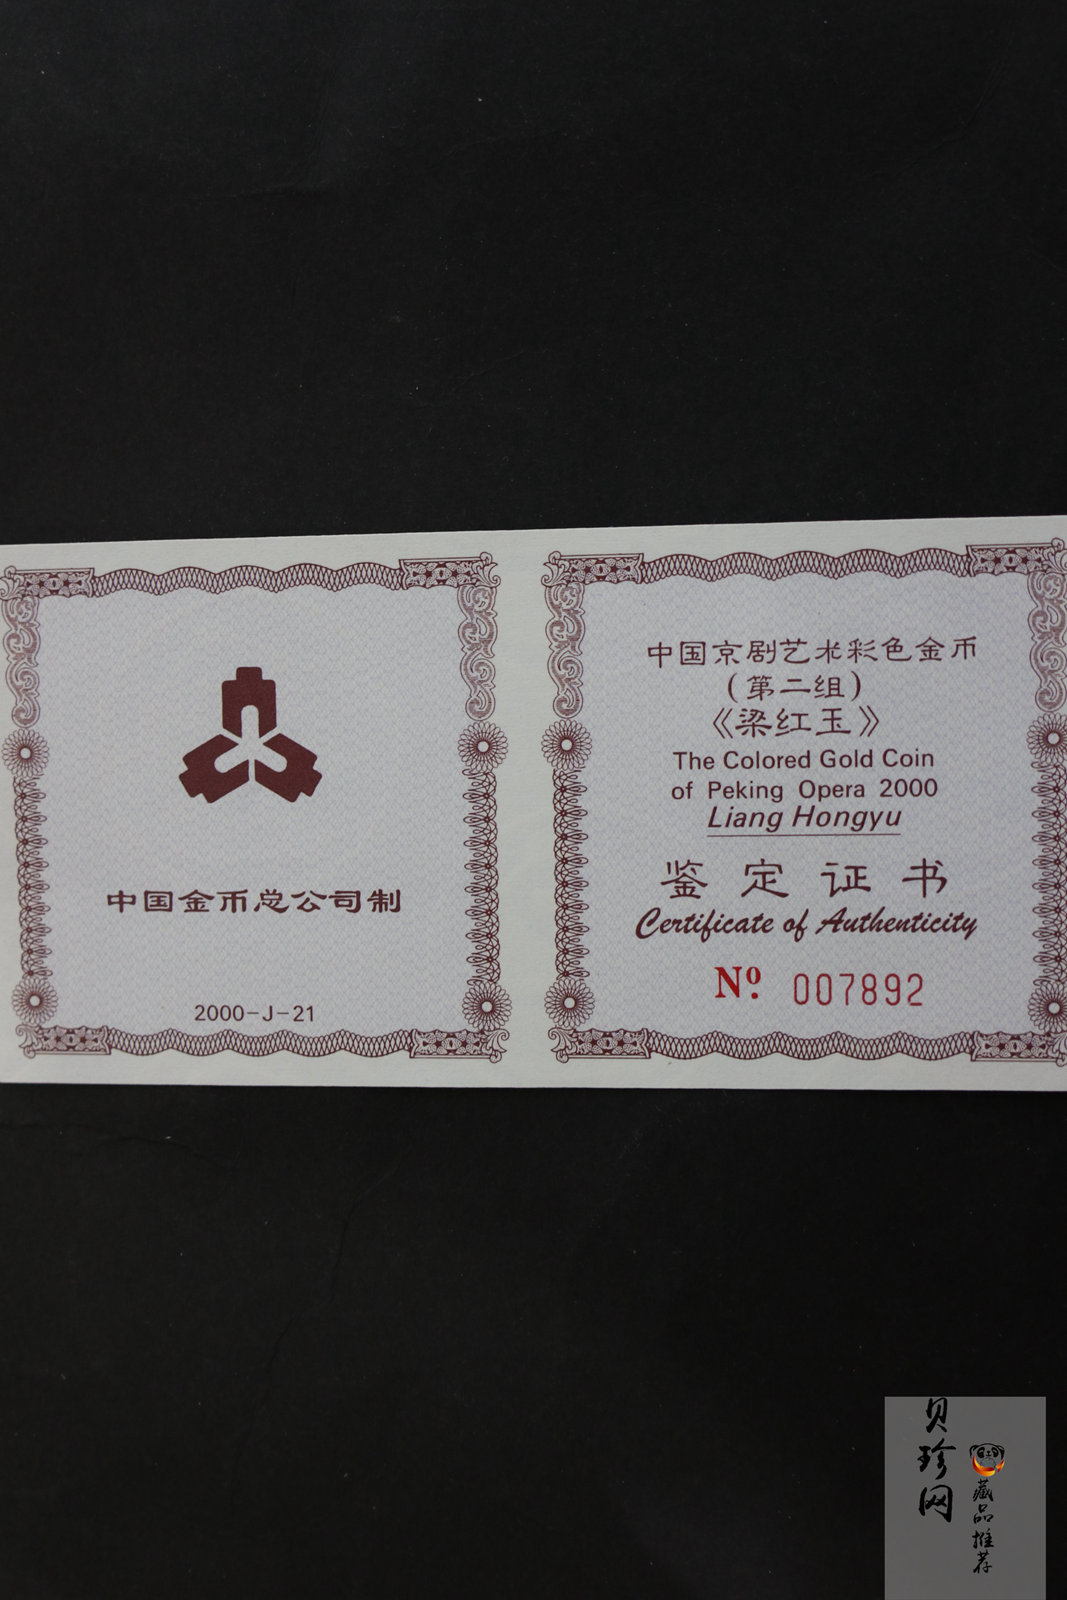 中国金币总公司制
2000-J-21
中国京剧艺术彩色金币
(第二组)
《梁红玉》
The Colored Gold Coin
of Peking Opera 2000
Liang Hongyu
鉴定证书
Certificate of Authenticity
Nº. 007892
贝珍网
藏品推荐